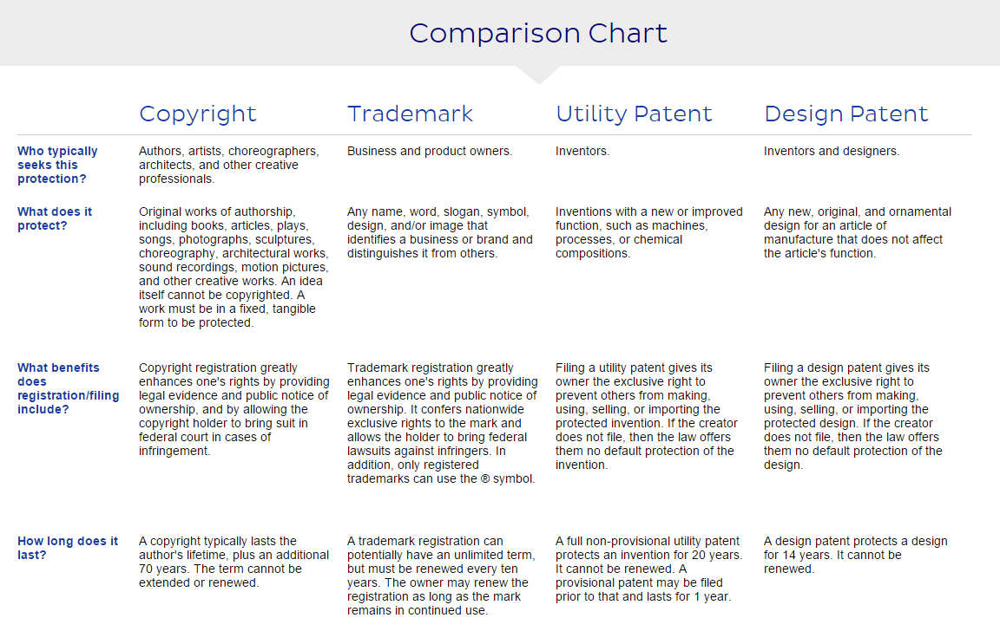 Comparison Chart
Copyright
Trademark
Utility Patent
Design Patent
Who typically
seeks this
protection?
Authors, artists, choreographers,
architects, and other creative
professionals.
Business and product owners.
Inventors.
Inventors and designers.
What does it
protect?
Original works of authorship,
including books, articles, plays,
songs, photographs, sculptures,
choreography, architectural works,
sound recordings, motion pictures,
and other creative works. An idea
itself cannot be copyrighted. A
work must be in a fixed, tangible
form to be protected.
Any name, word, slogan, symbol,
design, and/or image that
identifies a business or brand and
distinguishes it from others.
Inventions with a new or improved
function, such as machines,
processes, or chemical
compositions.
Any new, original, and ornamental
design for an article of
manufacture that does not affect
the article's function.
What benefits
does
registration/filing
include?
Copyright registration greatly
enhances one's rights by providing
legal evidence and public notice of
ownership, and by allowing the
copyright holder to bring suit in
federal court in cases of
infringement.
Trademark registration greatly
enhances one's rights by providing
legal evidence and public notice of
ownership. It confers nationwide
exclusive rights to the mark and
allows the holder to bring federal
lawsuits against infringers. In
addition, only registered
trademarks can use the ® symbol.
Filing a utility patent gives its
owner the exclusive right to
prevent others from making,
using, selling, or importing the
protected invention. If the creator
does not file, then the law offers
them no default protection of the
invention.
Filing a design patent gives its
owner the exclusive right to
prevent others from making,
using, selling, or importing the
protected design. If the creator
does not file, then the law offers
them no default protection of the
design.
How long does it
last?
A copyright typically lasts the
author's lifetime, plus an additional
70 years. The term cannot be
extended or renewed.
A trademark registration can
potentially have an unlimited term,
but must be renewed every ten
years. The owner may renew the
registration as long as the mark
remains in continued use.
A full non-provisional utility patent
protects an invention for 20 years.
It cannot be renewed. A
provisional patent may be filed
prior to that and lasts for 1 year.
A design patent protects a design
for 14 years. It cannot be
renewed.